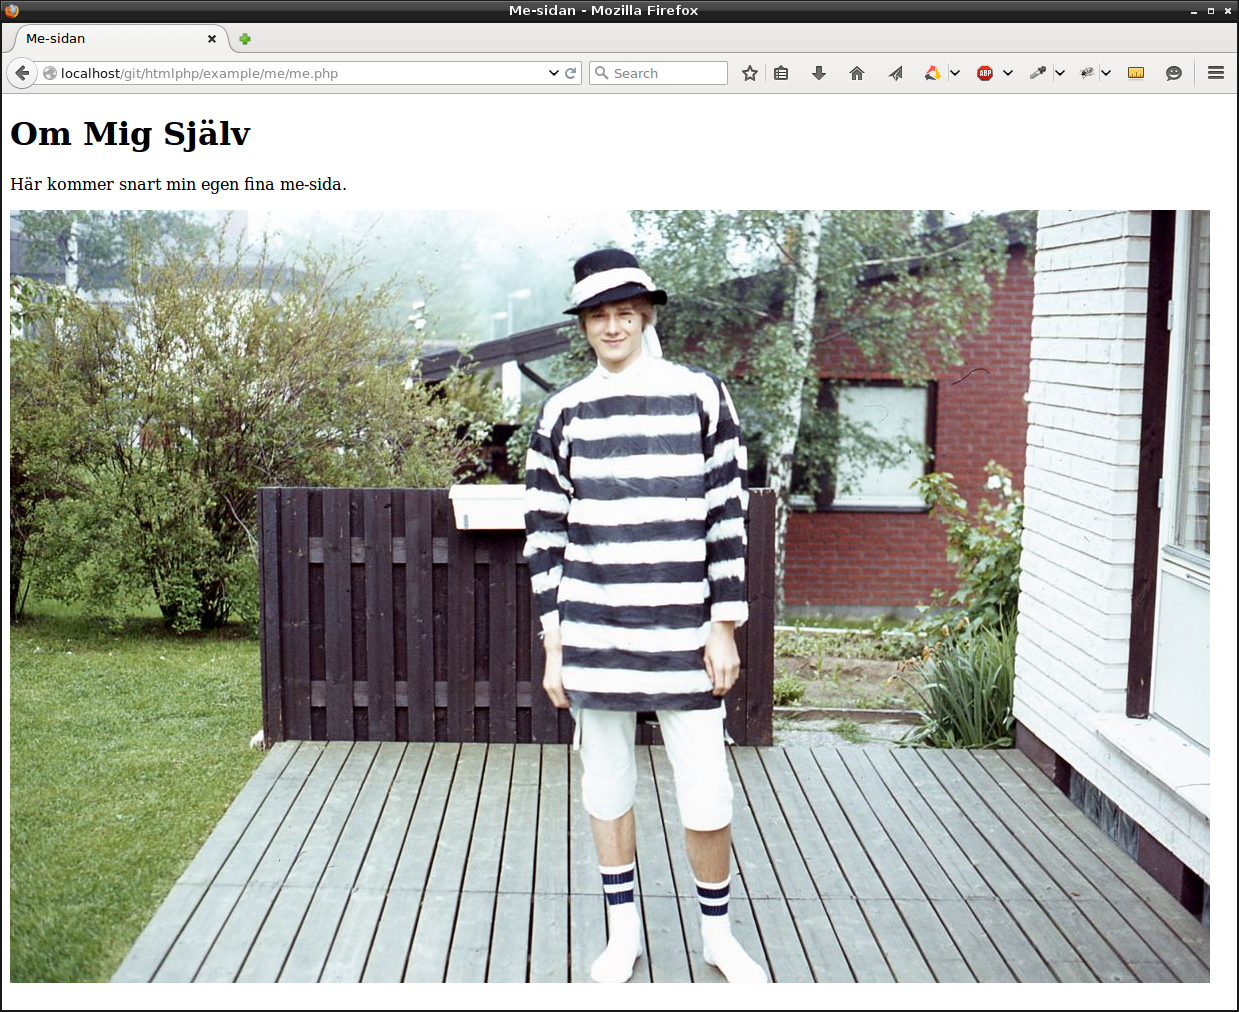 Me-sidan - Mozilla Firefox
Me-sidan
localhost/git/htmlphp/example/me/me.php
Search
ABP
Om Mig Själv
Här kommer snart min egen fina me-sida.